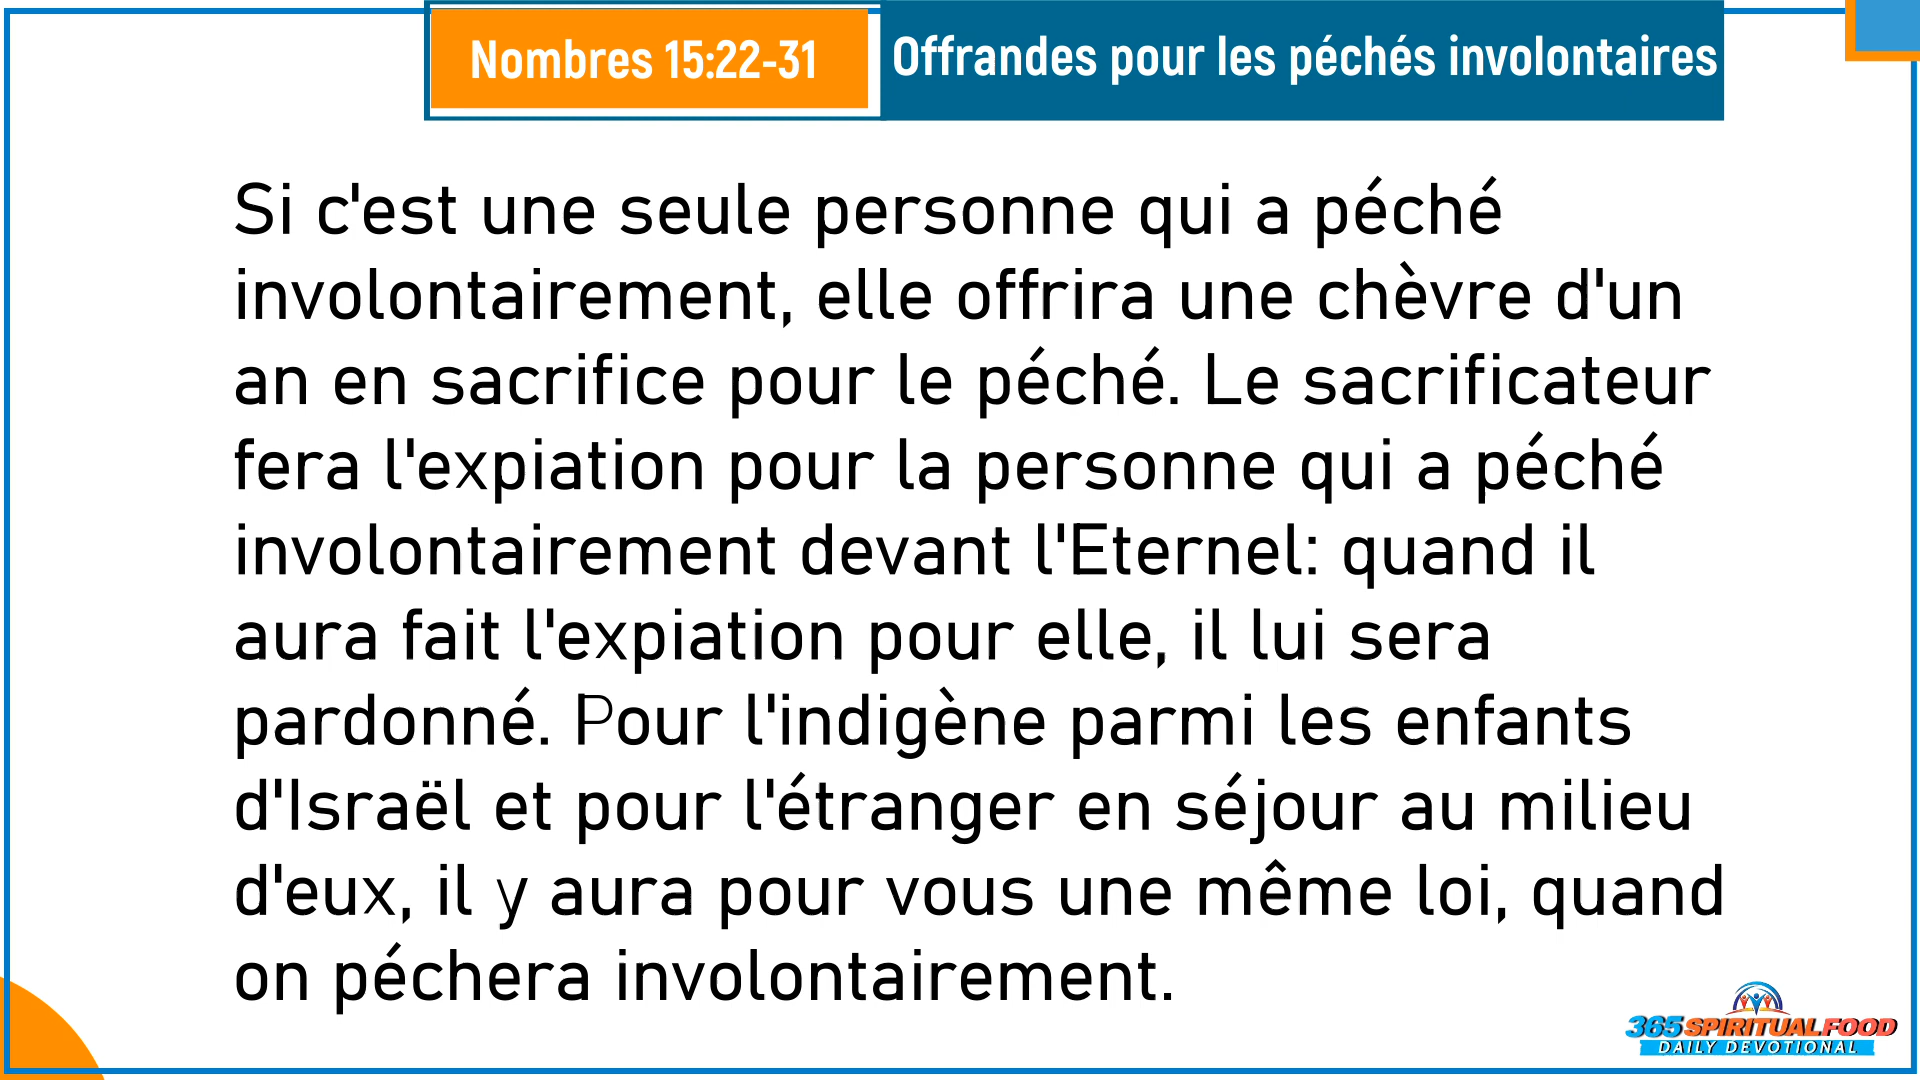 Nombres 15:22-31
Offrandes pour les péchés involontaires
Si c'est une seule personne qui a péché
involontairement, elle offrira une chèvre d'un
an en sacrifice pour le péché. Le sacrificateur
fera l'expiation pour la personne qui a péché
involontairement devant l'Eternel: quand il
aura fait l'expiation pour elle, il lui sera
pardonné. Pour l'indigène parmi les enfants
d'Israël et pour l'étranger en séjour au milieu
d'eux, il y aura pour vous une même loi, quand
on péchera involontairement.
365 SPIRITUAL FOOD
DAILY DEVOTIONAL